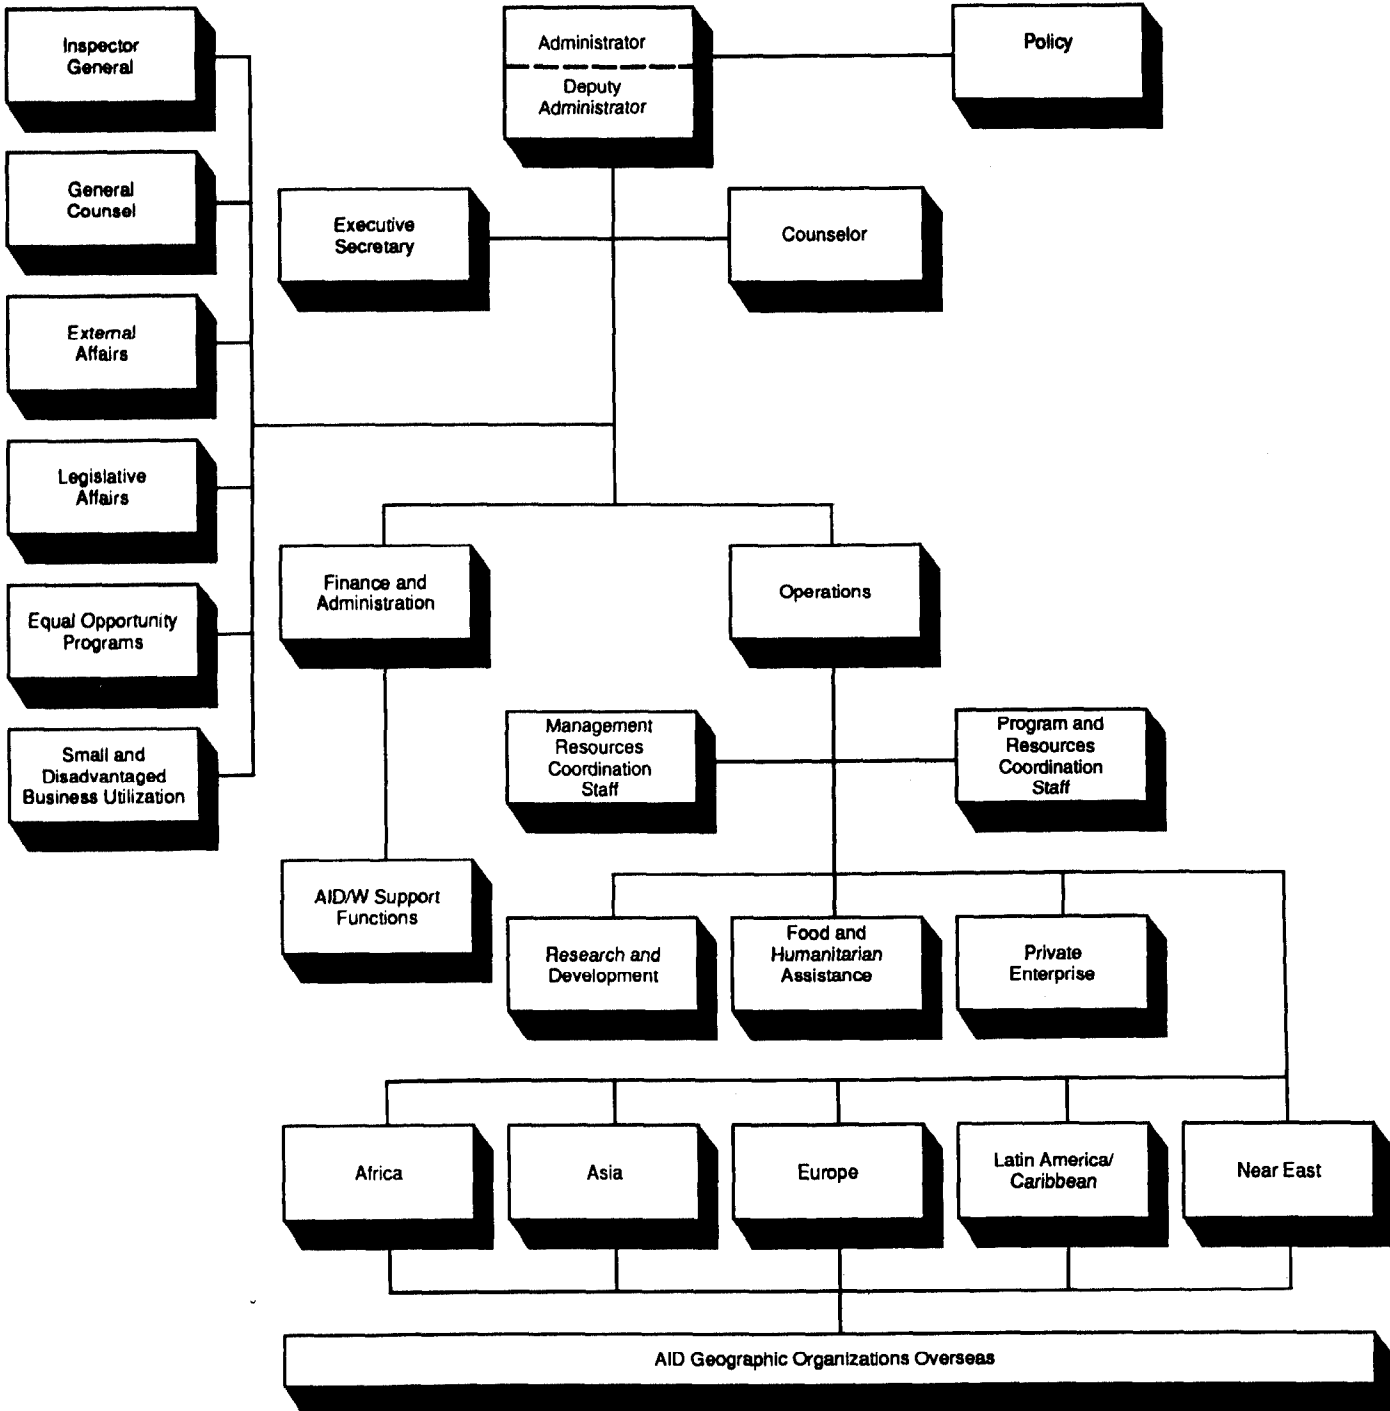 Inspector
General
Administrator
Deputy
Administrator
Policy
General
Counsel
Executive
Secretary
Counselor
External
Affairs
Legislative
Affairs
Finance and
Administration
Operations
Equal Opportunity
Programs
Management
Resources
Coordination
Staff
Program and
Resources
Coordination
Staff
Small and
Disadvantaged
Business Utilization
AID/W Support
Functions
Research and
Development
Food and
Humanitarian
Assistance
Private
Enterprise
Africa
Asia
Europe
Latin America/
Caribbean
Near East
AID Geographic Organizations Overseas